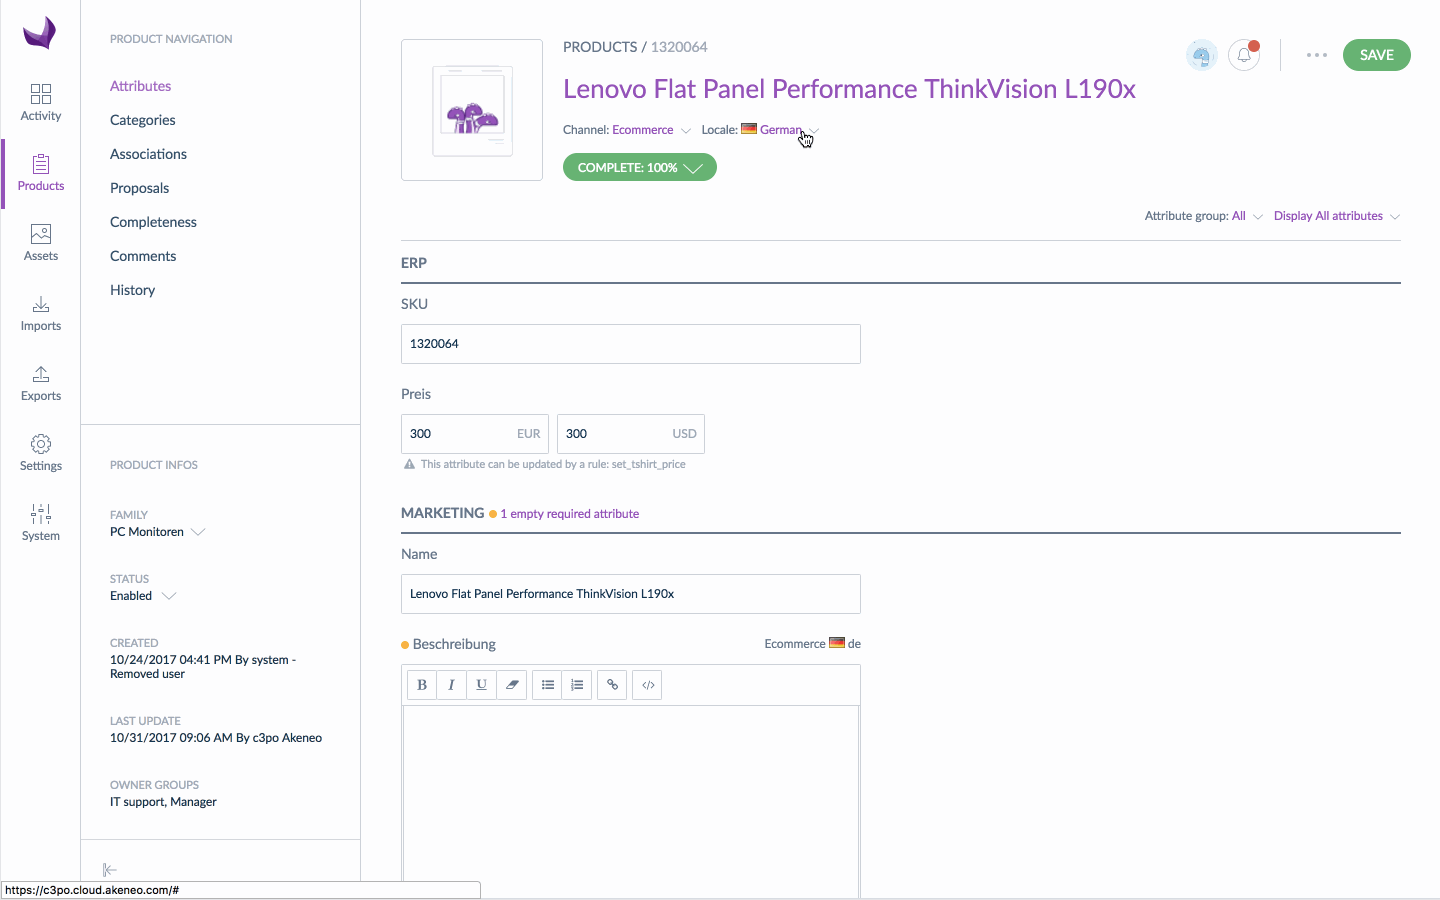 PRODUCT NAVIGATION
Attributes
Categories
Associations
Proposals
Completeness
Comments
History
Activity
Products
Assets
Imports
Exports
Settings
System
PRODUCT INFOS
FAMILY
PC Monitoren
STATUS
Enabled
CREATED
10/24/2017 04:41 PM By system -
Removed user
LAST UPDATE
10/31/2017 09:06 AM By c3po Akeneo
OWNER GROUPS
IT support, Manager
https://c3po.cloud.akeneo.com/#
PRODUCTS / 1320064
SAVE
Lenovo Flat Panel Performance ThinkVision L190x
Channel: Ecommerce Locale: German
COMPLETE: 100%
Attribute group: All Display All attributes
ERP
SKU
1320064
Preis
300 EUR 300 USD
This attribute can be updated by a rule: set_tshirt_price
MARKETING 1 empty required attribute
Name
Lenovo Flat Panel Performance ThinkVision L190x
Beschreibung Ecommerce de
B I U </>